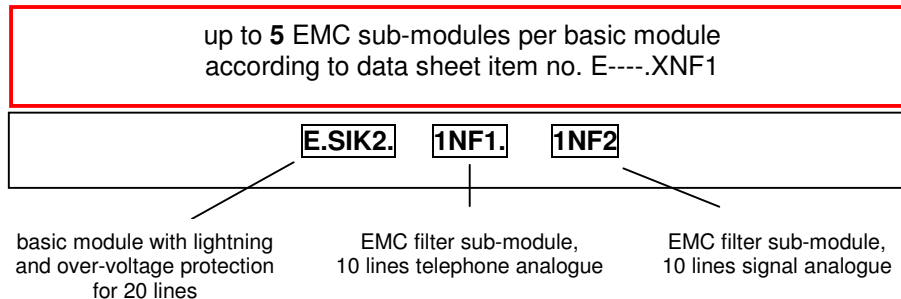 up to 5 EMC sub-modules per basic module
according to data sheet item no. E----.XNF1
E.SIK2. 1NF1. 1NF2
basic module with lightning
and over-voltage protection
for 20 lines
EMC filter sub-module,
10 lines telephone analogue
EMC filter sub-module,
10 lines signal analogue